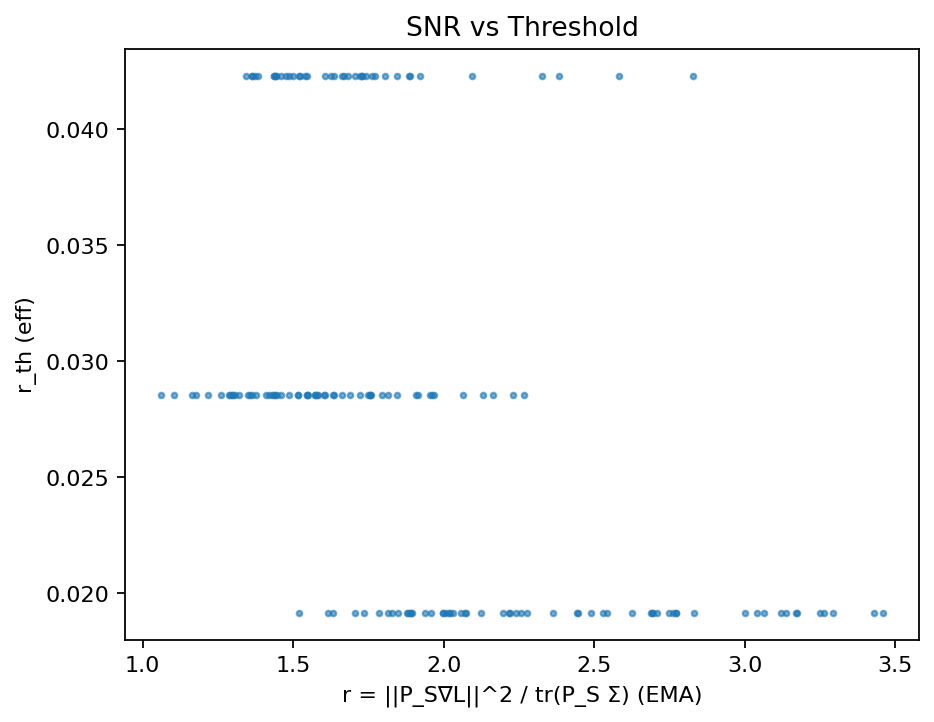 SNR vs Threshold
0.040
0.035
0.030
0.025
0.020
r_th (eff)
1.0 1.5 2.0 2.5 3.0 3.5
r = ||P_S∇L||^2 / tr(P_S Σ) (EMA)